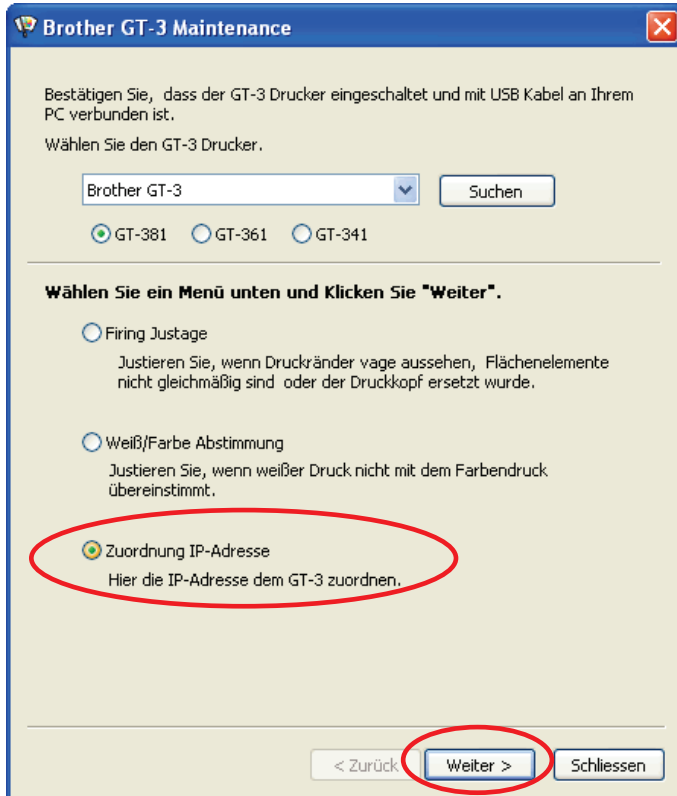 Brother GT-3 Maintenance
Bestätigen Sie, dass der GT-3 Drucker eingeschaltet und mit USB Kabel an Ihrem
PC verbunden ist.
Wählen Sie den GT-3 Drucker.
Brother GT-3
Suchen
GT-381 GT-361 GT-341
Wählen Sie ein Menü unten und Klicken Sie "Weiter".
Firing Justage
Justieren Sie, wenn Druckränder vage aussehen, Flächenelemente
nicht gleichmäßig sind oder der Druckkopf ersetzt wurde.
Weiß/Farbe Abstimmung
Justieren Sie, wenn weißer Druck nicht mit dem Farbendruck
übereinstimmt.
Zuordnung IP-Adresse
Hier die IP-Adresse dem GT-3 zuordnen.
< Zurück Weiter > Schliessen